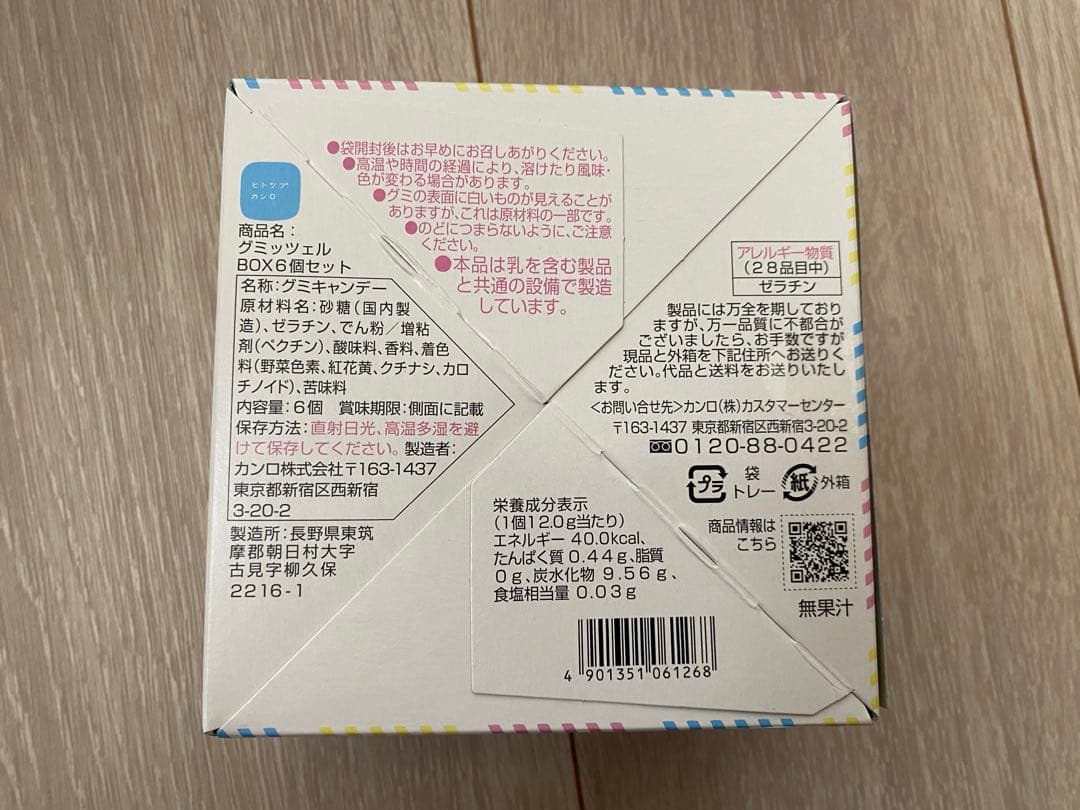 ヒトツブ
カンロ
商品名：
グミッツェル
BOX6個セット
名称：グミキャンデー
原材料名：砂糖（国内製
造）、ゼラチン、でん粉／増粘
剤（ペクチン）、酸味料、香料、着色
料（野菜色素、紅花黄、クチナシ、カロ
チノイド）、苦味料
内容量：6個　賞味期限：側面に記載
保存方法：直射日光、高温多湿を避
けて保存してください。製造者：
カンロ株式会社〒163-1437
東京都新宿区西新宿
3-20-2
製造所：長野県東筑
摩郡朝日村大字
古見字柳久保
2216-1
●袋開封後はお早めにお召しあがりください。
●高温や時間の経過により、溶けたり風味・
色が変わる場合があります。
●グミの表面に白いものが見えることが
ありますが、これは原材料の一部です。
●のどにつまらないように、ご注意
ください。
●本品は乳を含む製品
と共通の設備で製造
しています。
アレルギー物質
（28品目中）
ゼラチン
製品には万全を期しており
ますが、万一品質に不都合が
ございましたら、お手数ですが
現品と外箱を下記住所へお送りく
ださい。代品と送料をお送りいたし
ます。
＜お問い合せ先＞カンロ（株）カスタマーセンター
〒163-1437 東京都新宿区西新宿3-20-2
0120-88-0422
プラ
袋
トレー
紙
外箱
商品情報は
こちら
無果汁
栄養成分表示
（1個12.0g当たり）
エネルギー 40.0kcal、
たんぱく質 0.44g、脂質
0g、炭水化物 9.56g、
食塩相当量 0.03g
4 901351 061268